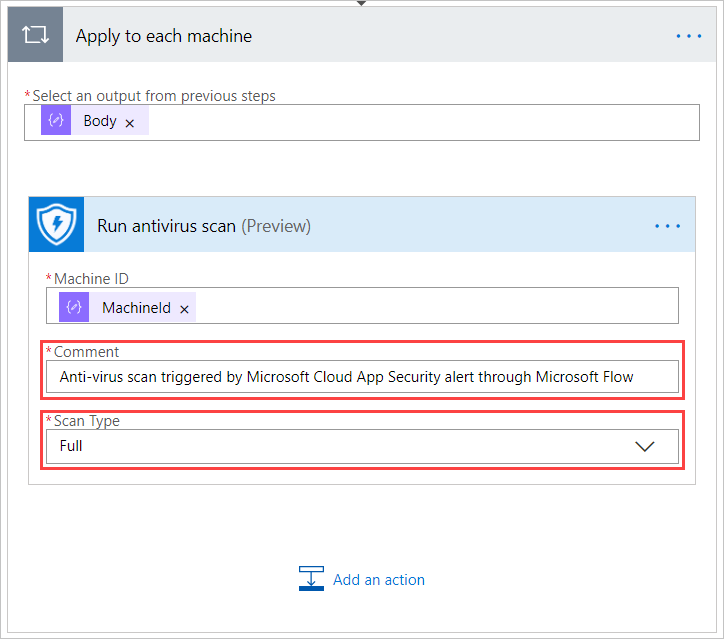 Apply to each machine
*Select an output from previous steps
Body
*Machine ID
Run antivirus scan (Preview)
MachineId
*Comment
Anti-virus scan triggered by Microsoft Cloud App Security alert through Microsoft Flow
*Scan Type
Full
Add an action